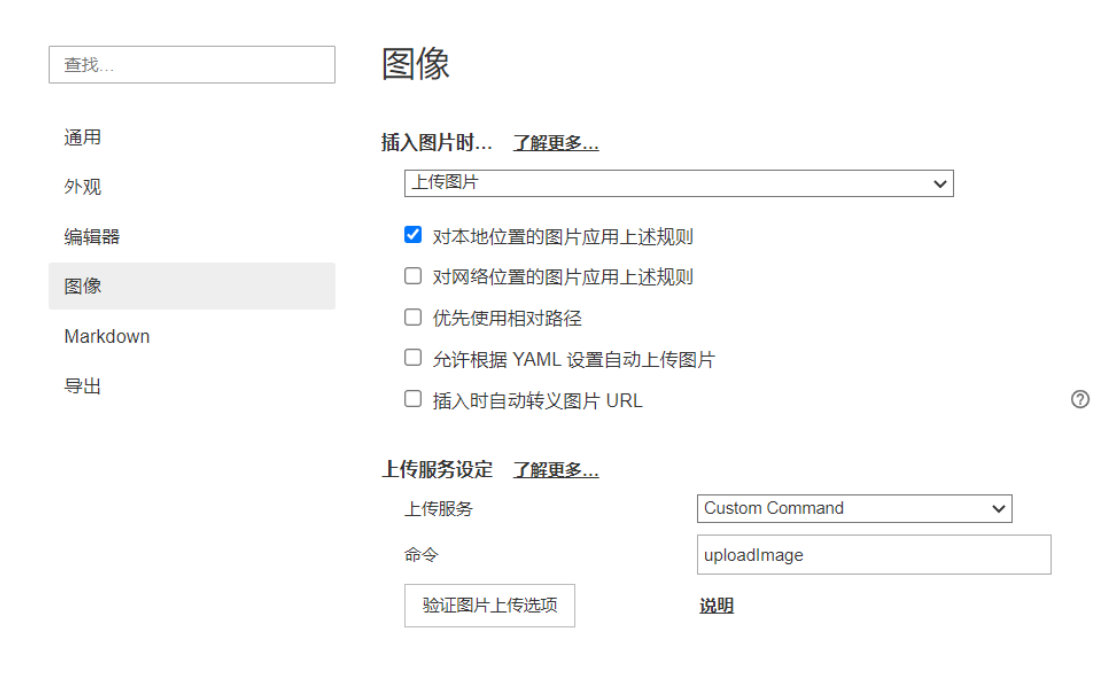 查找...
通用
外观
编辑器
图像
Markdown
导出
图像
插入图片时... 了解更多...
上传图片
对本地位置的图片应用上述规则
对网络位置的图片应用上述规则
优先使用相对路径
允许根据 YAML 设置自动上传图片
插入时自动转义图片 URL
?
上传服务设定 了解更多...
上传服务 Custom Command
命令 uploadImage
验证图片上传选项 说明